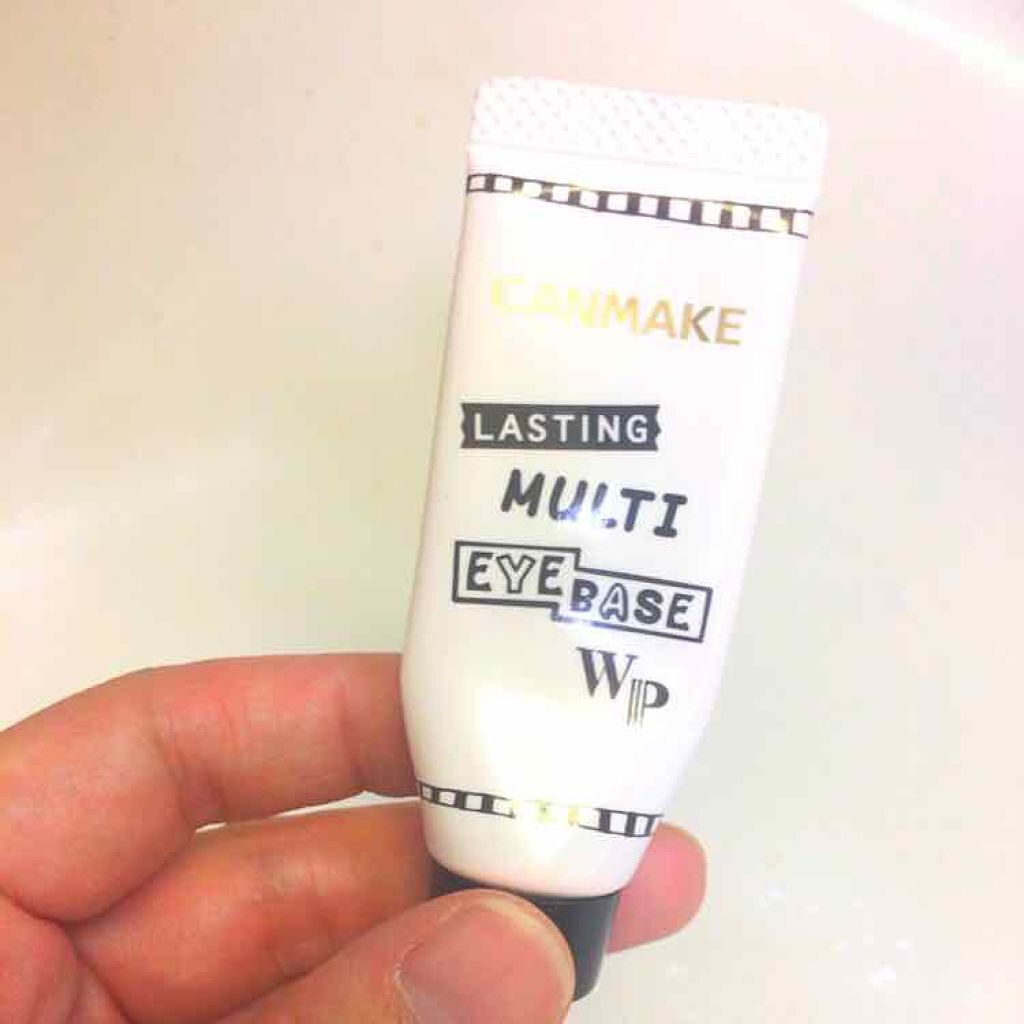 CANMAKE
LASTING
MULTI
EYE BASE
WP